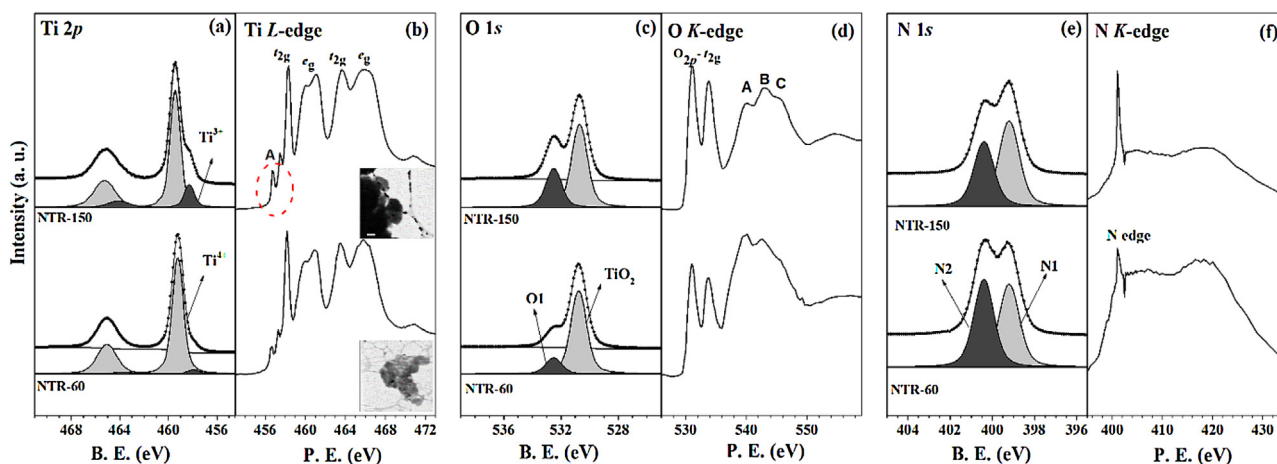 Intensity (a. u.)
Ti 2p
(a)
Ti³⁺
NTR-150
Ti⁴⁺
NTR-60
468 464 460 456
B. E. (eV)
Ti L-edge
(b)
t2g eg t2g eg
A
456 460 464 468 472
P. E. (eV)
O 1s
(c)
NTR-150
O1
TiO₂
NTR-60
536 532 528
B. E. (eV)
O K-edge
(d)
O2p- t2g
A B C
530 540 550
P. E. (eV)
N 1s
(e)
NTR-150
N2
N1
NTR-60
404 402 400 398 396
B. E. (eV)
N K-edge
(f)
N edge
400 410 420 430
P. E. (eV)